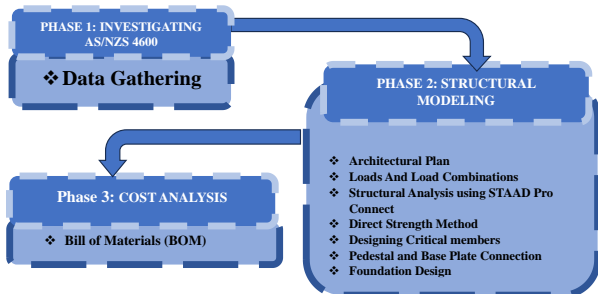 PHASE 1: INVESTIGATING
AS/NZS 4600
❖Data Gathering
PHASE 2: STRUCTURAL
MODELING
❖ Architectural Plan
❖ Loads And Load Combinations
❖ Structural Analysis using STAAD Pro
Connect
❖ Direct Strength Method
❖ Designing Critical members
❖ Pedestal and Base Plate Connection
❖ Foundation Design
Phase 3: COST ANALYSIS
❖ Bill of Materials (BOM)